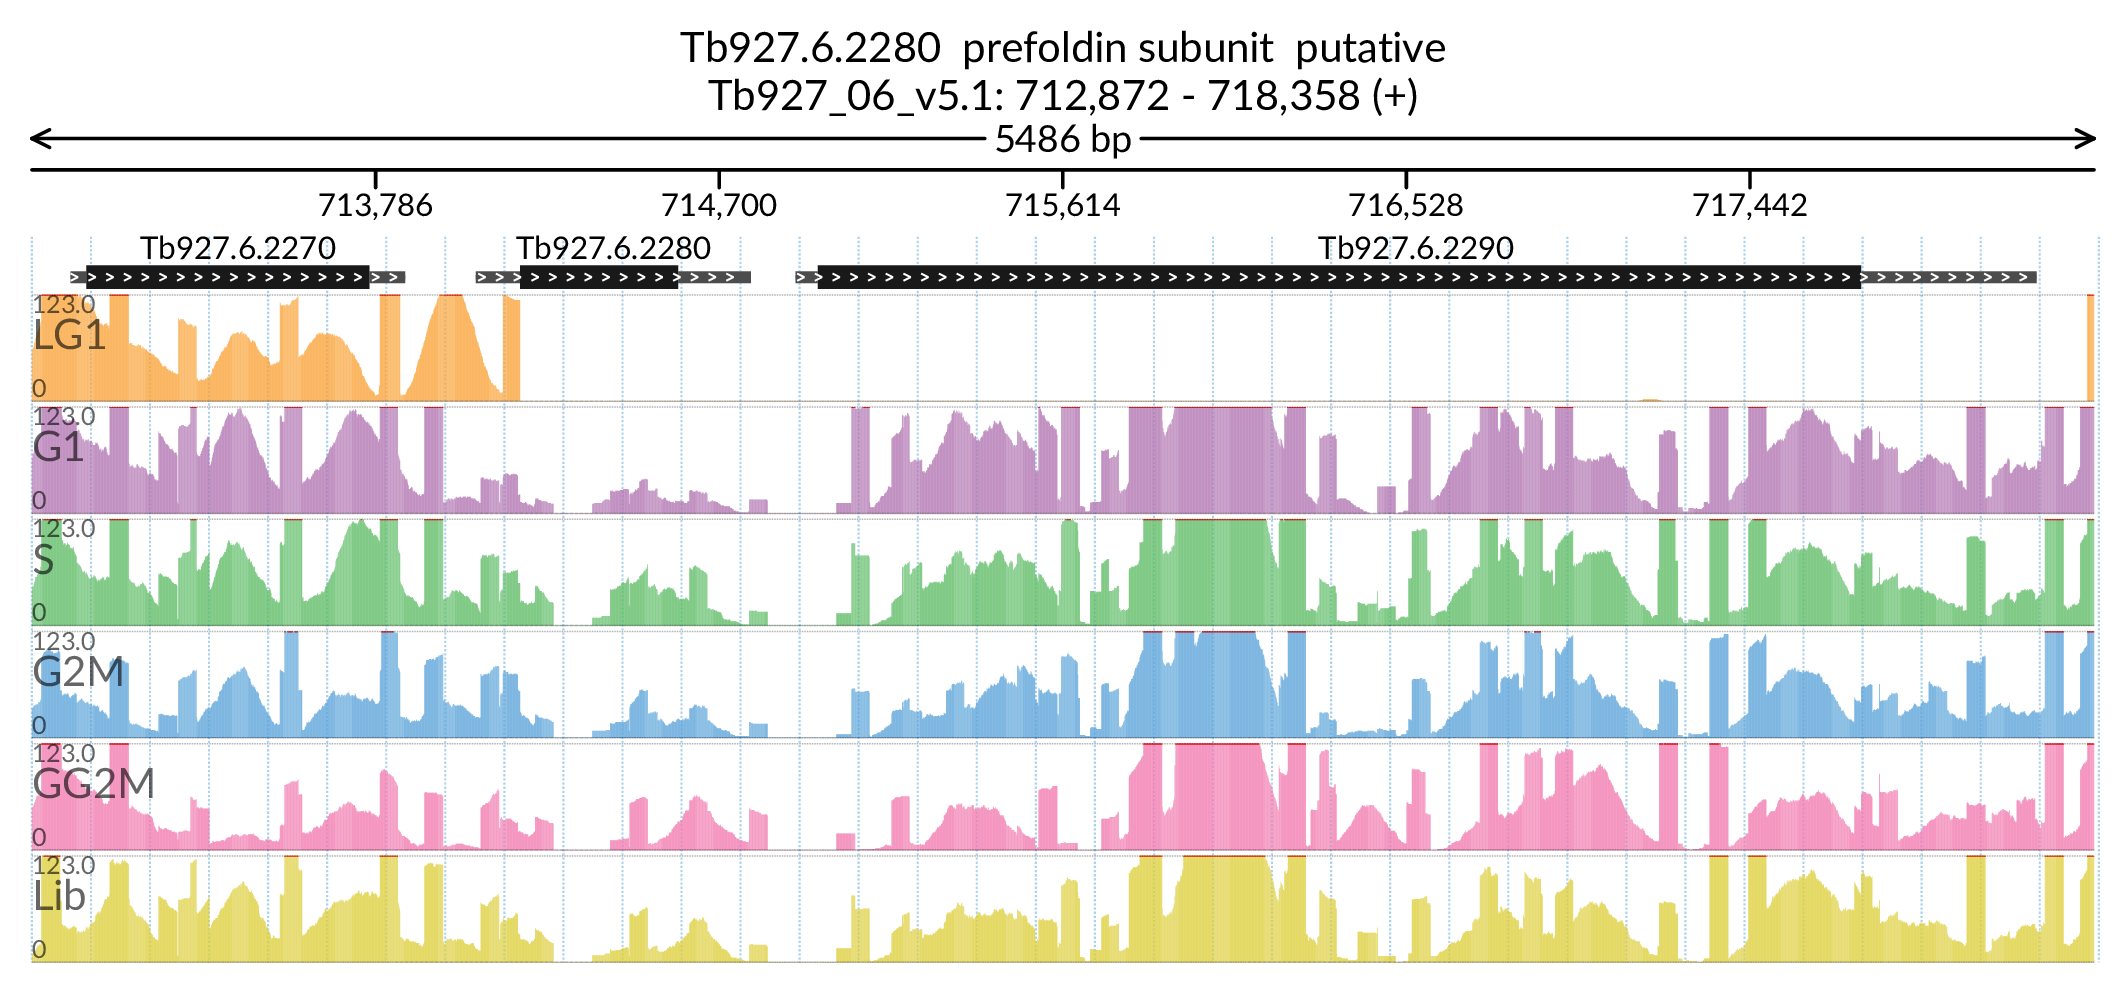 Tb927.6.2280 prefoldin subunit putative
Tb927_06_v5.1: 712,872 - 718,358 (+)
5486 bp
713,786 714,700 715,614 716,528 717,442
Tb927.6.2270 Tb927.6.2280 Tb927.6.2290
123.0
LG1
0
123.0
G1
0
123.0
S
0
123.0
G2M
0
123.0
GG2M
0
123.0
Lib
0